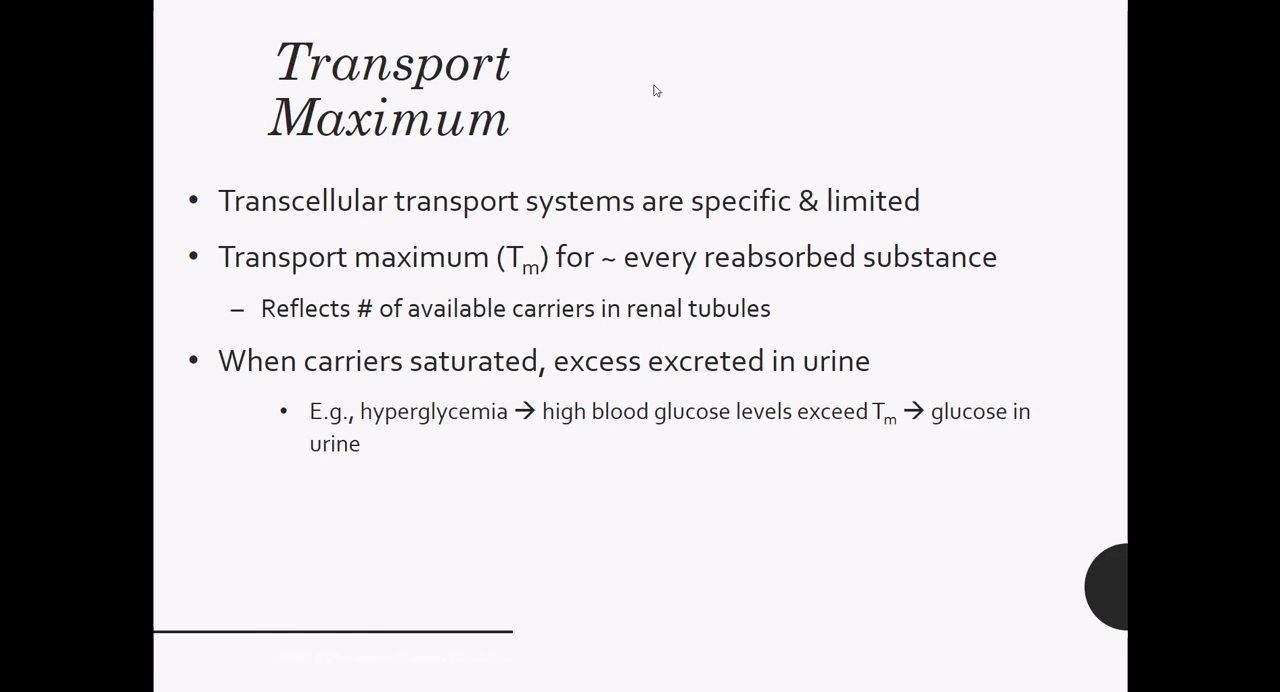 Transport
Maximum
• Transcellular transport systems are specific & limited
• Transport maximum (Tm) for ~ every reabsorbed substance
– Reflects # of available carriers in renal tubules
• When carriers saturated, excess excreted in urine
• E.g., hyperglycemia → high blood glucose levels exceed Tm → glucose in
urine